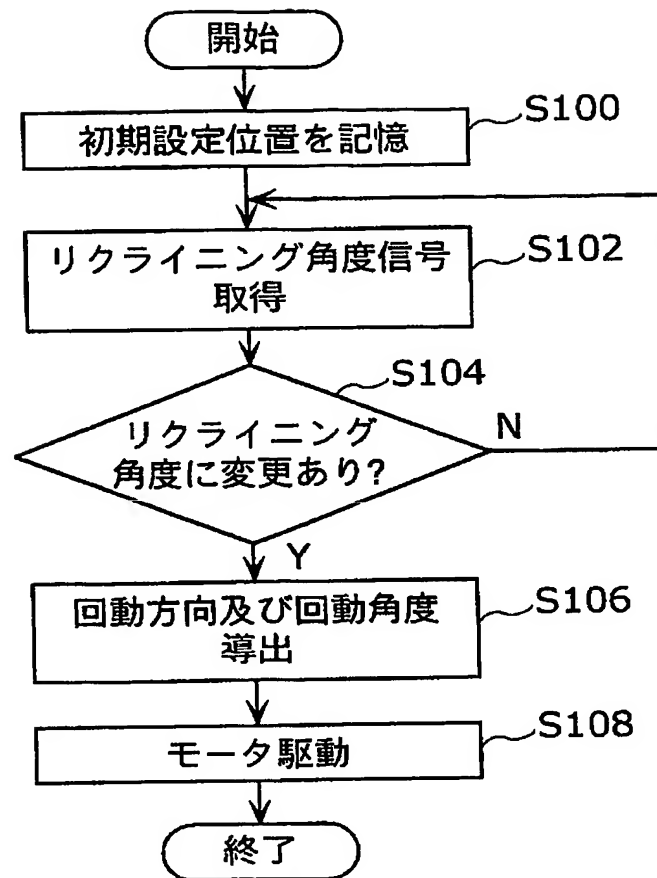 開始
初期設定位置を記憶
S100
リクライニング角度信号
取得
S102
S104
リクライニング
角度に変更あり?
N
Y
回動方向及び回動角度
導出
S106
モータ駆動
S108
終了